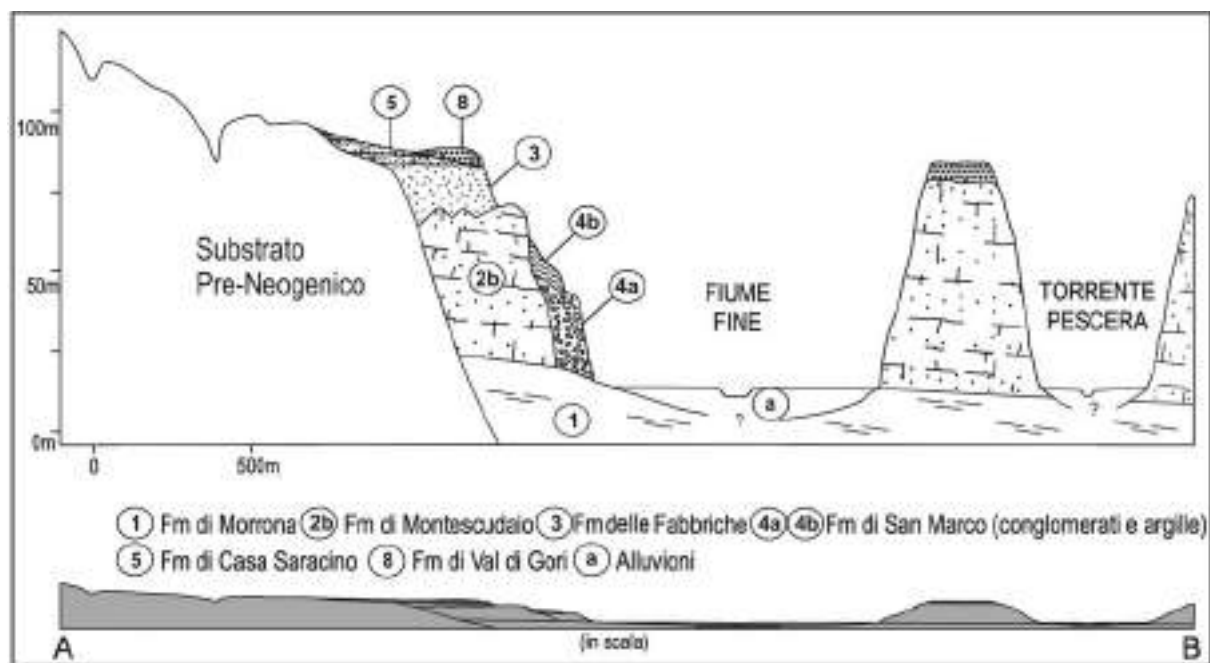 5
8
100m
3
4b
Substrato
Pre-Neogenico
2b
4a
50m
FIUME
FINE
TORRENTE
PESCERA
1
a
?
?
0m
0
500m
1 Fm di Morrona 2b Fm di Montescudaio 3 Fm delle Fabbriche 4a 4b Fm di San Marco (conglomerati e argille)
5 Fm di Casa Saracino 8 Fm di Val di Gori a Alluvioni
A
(in scala)
B